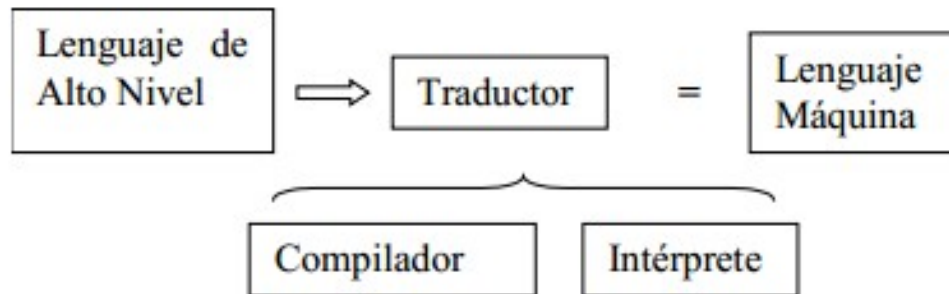 Lenguaje de
Alto Nivel
Traductor
=
Lenguaje
Máquina
Compilador
Intérprete